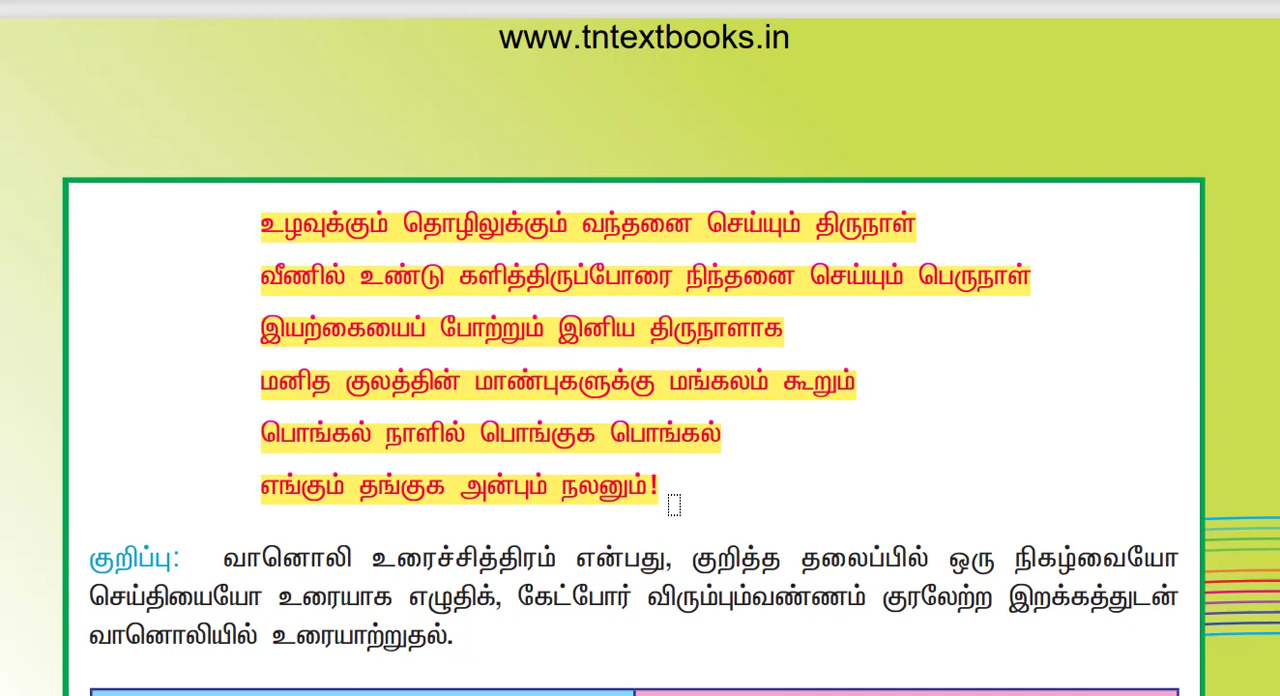 www.tntextbooks.in
உழவுக்கும் தொழிலுக்கும் வந்தனை செய்யும் திருநாள்
வீணில் உண்டு களித்திருப்போரை நிந்தனை செய்யும் பெருநாள்
இயற்கையைப் போற்றும் இனிய திருநாளாக
மனித குலத்தின் மாண்புகளுக்கு மங்கலம் கூறும்
பொங்கல் நாளில் பொங்குக பொங்கல்
எங்கும் தங்குக அன்பும் நலனும்!
குறிப்பு: வானொலி உரைச்சித்திரம் என்பது, குறித்த தலைப்பில் ஒரு நிகழ்வையோ
செய்தியையோ உரையாக எழுதிக், கேட்போர் விரும்பும்வண்ணம் குரலேற்ற இறக்கத்துடன்
வானொலியில் உரையாற்றுதல்.